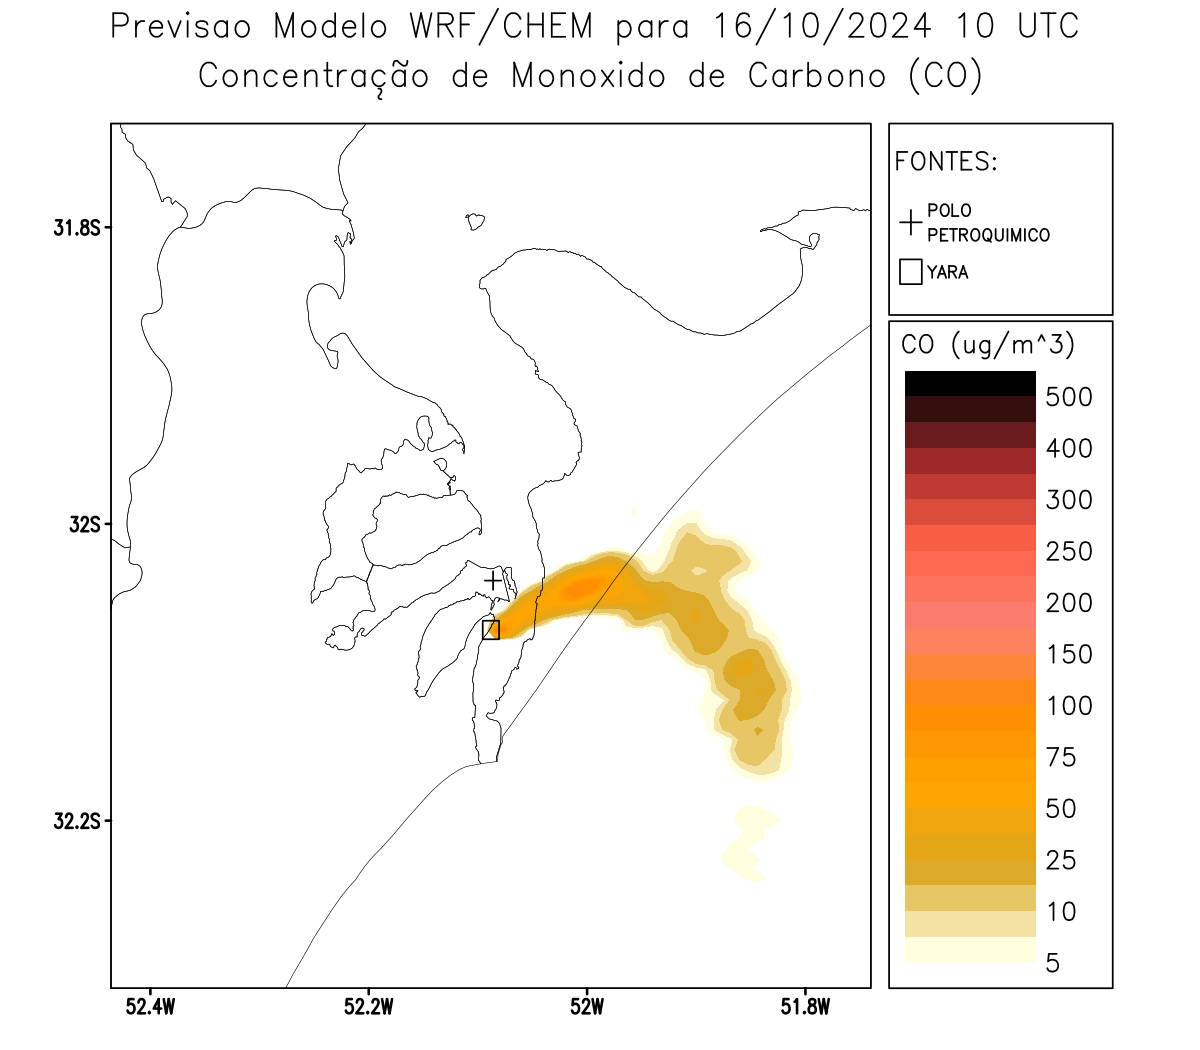 Previsao Modelo WRF/CHEM para 16/10/2024 10 UTC
Concentração de Monoxido de Carbono (CO)
FONTES:
POLO
PETROQUIMICO
YARA
CO (ug/m^3)
500
400
300
250
200
150
100
75
50
25
10
5
31.8S
32S
32.2S
52.4W
52.2W
52W
51.8W